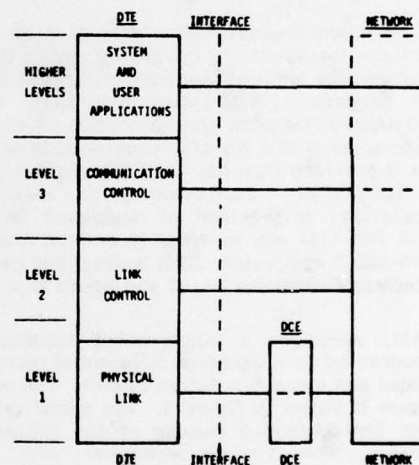 DTE INTERFACE NETWORK
HIGHER
LEVELS
SYSTEM
AND
USER
APPLICATIONS
LEVEL
3
COMMUNICATION
CONTROL
LEVEL
2
LINK
CONTROL
DCE
LEVEL
1
PHYSICAL
LINK
DTE INTERFACE DCE NETWORK